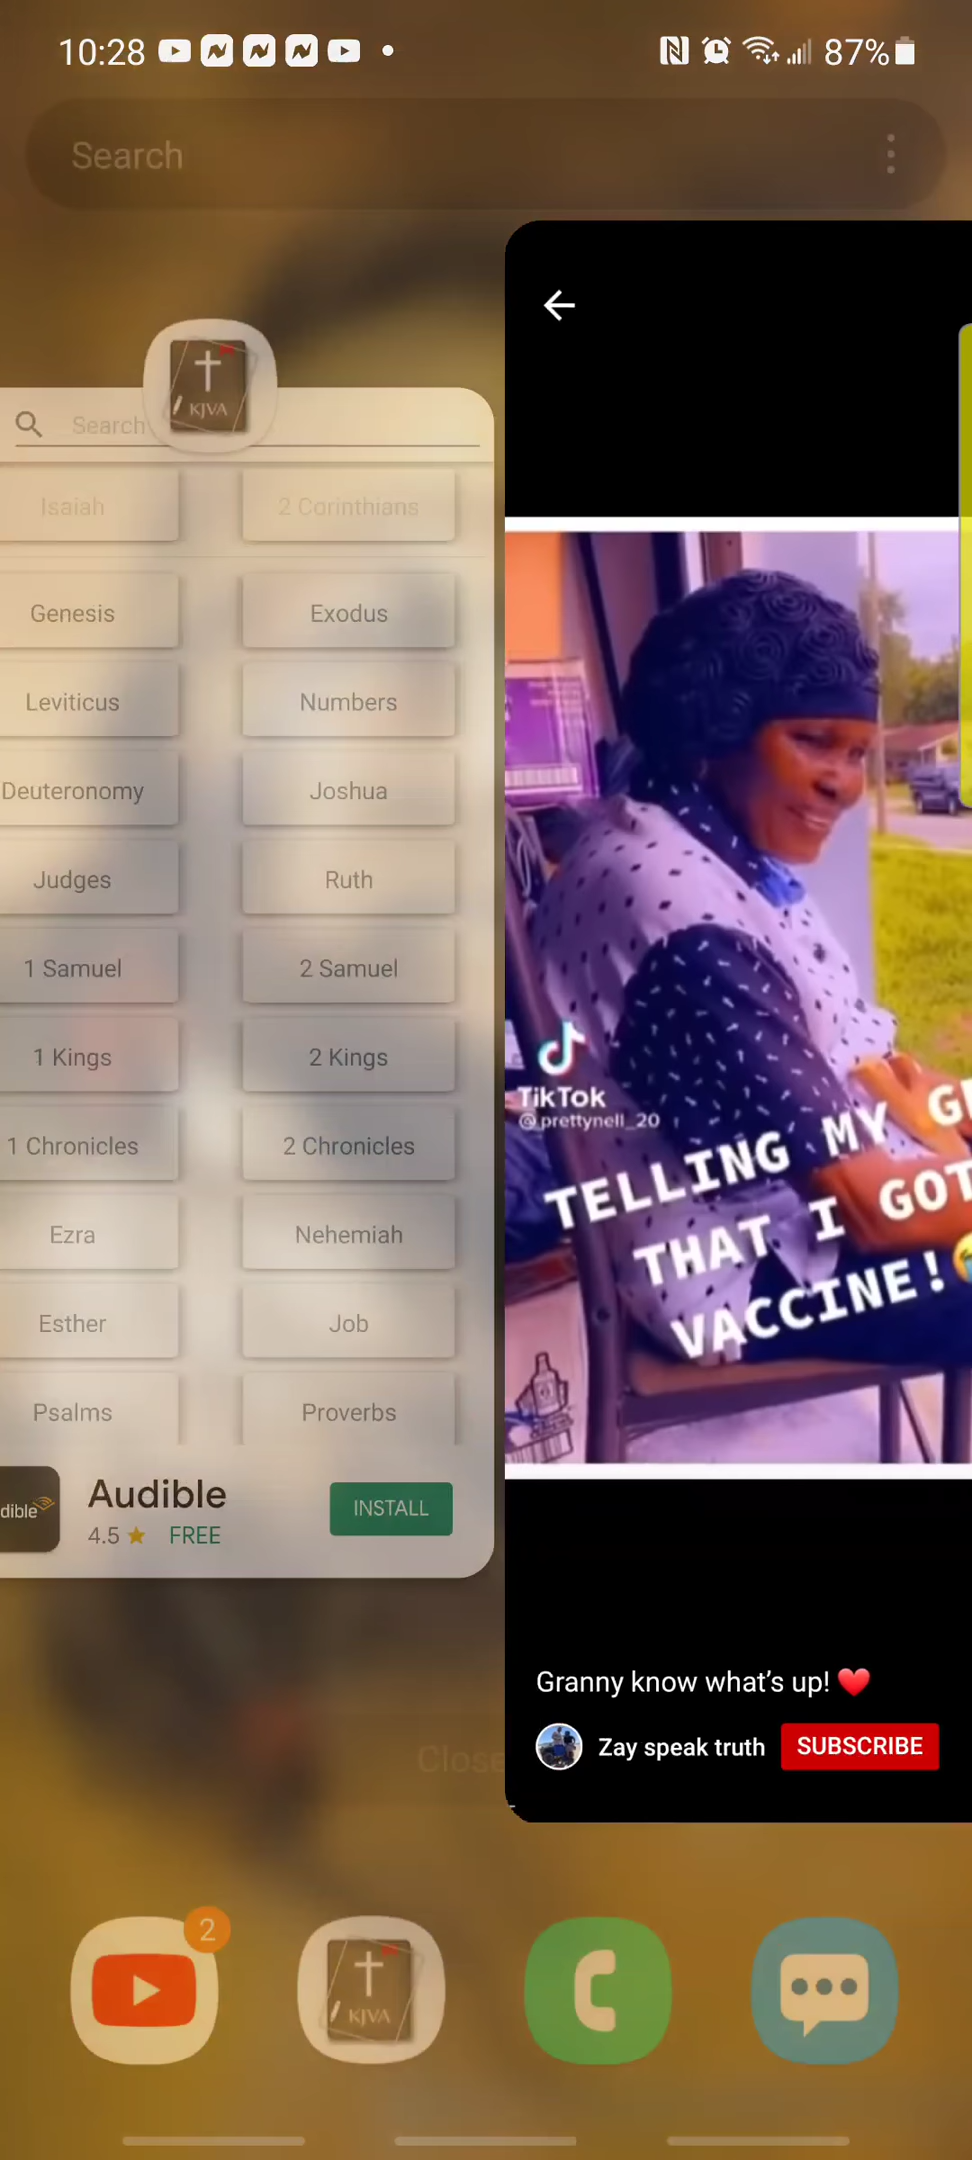 10:28
87%
Search
KJVA
Search
Isaiah
2 Corinthians
Genesis
Exodus
Leviticus
Numbers
Deuteronomy
Joshua
Judges
Ruth
1 Samuel
2 Samuel
1 Kings
2 Kings
1 Chronicles
2 Chronicles
Ezra
Nehemiah
Esther
Job
Psalms
Proverbs
dible
Audible
4.5 ★ FREE
INSTALL
TikTok
@prettynell_20
TELLING MY G
THAT I GOT
VACCINE!
Granny know what's up! ❤️
Zay speak truth
SUBSCRIBE
Close
2
KJVA